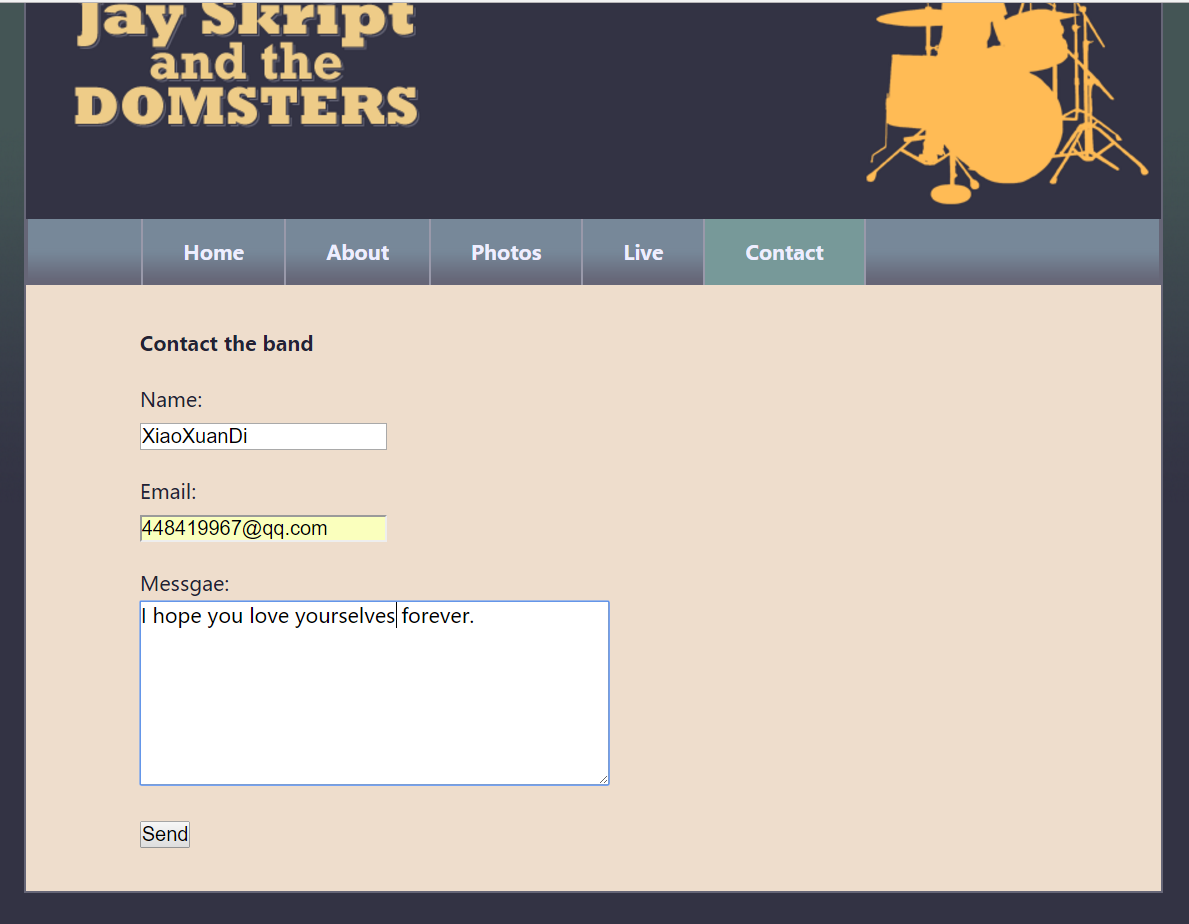 Jay Skript
and the
DOMSTERS
Home About Photos Live Contact
Contact the band
Name:
XiaoXuanDi
Email:
448419967@qq.com
Messgae:
I hope you love yourselves forever.
Send